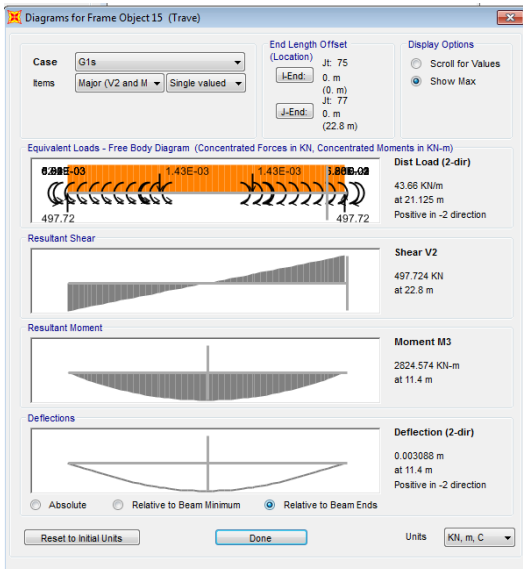 Diagrams for Frame Object 15 (Trave)
Case G1s
Items Major (V2 and M Single valued
End Length Offset
(Location)
Jt: 75
I-End: 0. m
(0. m)
Jt: 77
J-End: 0. m
(22.8 m)
Display Options
Scroll for Values
Show Max
Equivalent Loads - Free Body Diagram (Concentrated Forces in KN, Concentrated Moments in KN-m)
1.43E-03 1.43E-03
497.72 497.72
Dist Load (2-dir)
43.66 KN/m
at 21.125 m
Positive in -2 direction
Resultant Shear
Shear V2
497.724 KN
at 22.8 m
Resultant Moment
Moment M3
2824.574 KN-m
at 11.4 m
Deflections
Deflection (2-dir)
0.003088 m
at 11.4 m
Positive in -2 direction
Absolute Relative to Beam Minimum Relative to Beam Ends
Reset to Initial Units Done Units KN, m, C